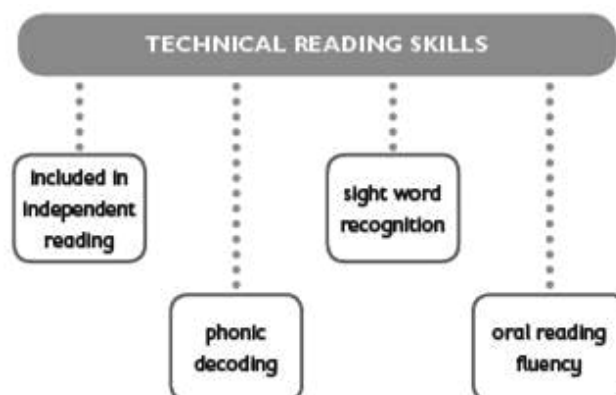 TECHNICAL READING SKILLS
included in
independent
reading
phonic
decoding
sight word
recognition
oral reading
fluency